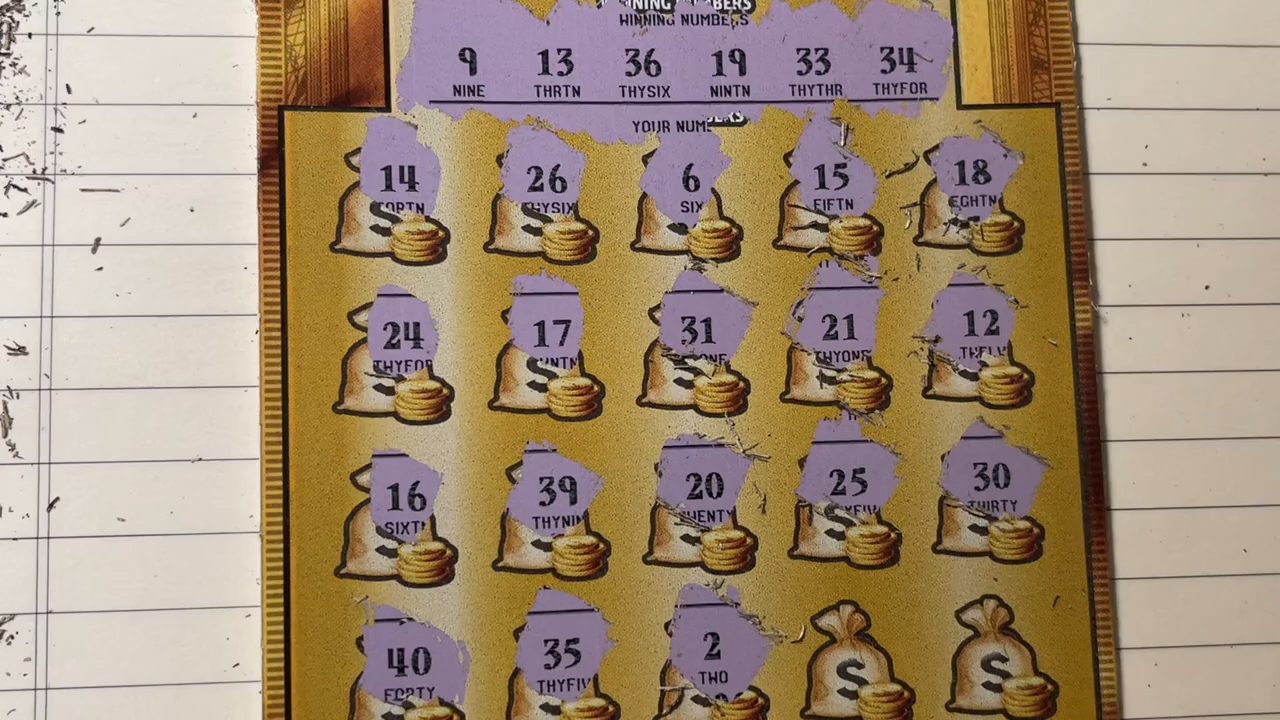 WINNING NUMBERS
9 13 36 19 33 34
NINE THRTN THYSIX NINTN THYTHR THYFOR
YOUR NUM
14 26 6 15 18
FORTN SIX FIFTN EGHTN
24 17 31 21 12
THYFOR THYONE TWELV
16 39 20 25 30
SIXTN THYNIN TWENTY THIRTY
40 35 2
FORTY THYFIV TWO